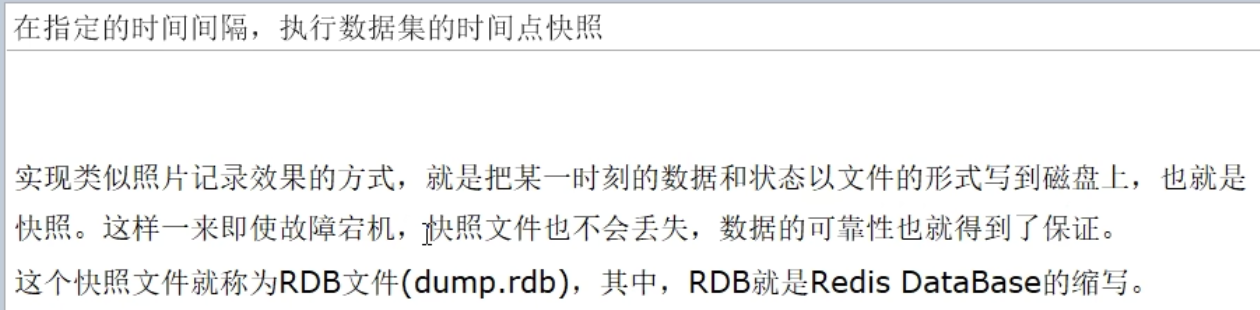 在指定的时间间隔，执行数据集的时间点快照
实现类似照片记录效果的方式，就是把某一时刻的数据和状态以文件的形式写到磁盘上，也就是
快照。这样一来即使故障宕机，快照文件也不会丢失，数据的可靠性也就得到了保证。
这个快照文件就称为RDB文件(dump.rdb)，其中，RDB就是Redis DataBase的缩写。